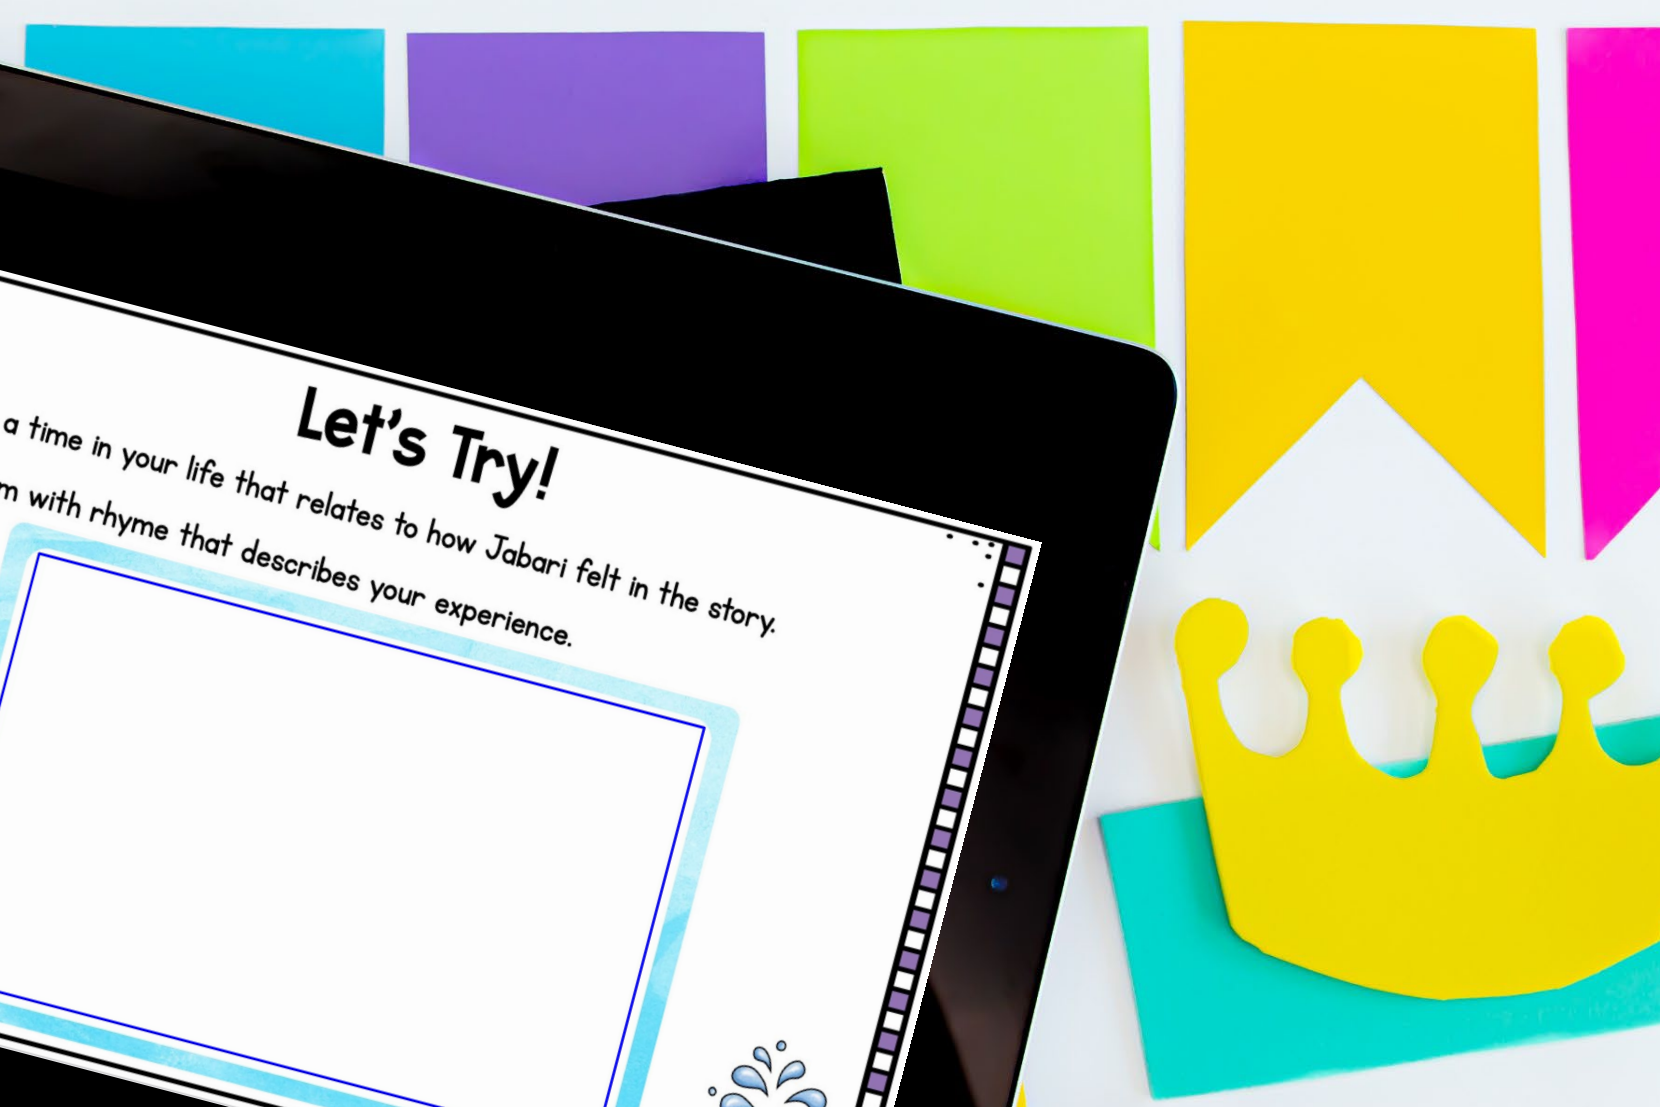 Let's Try!
a time in your life that relates to how Jabari felt in the story.
with rhyme that describes your experience.